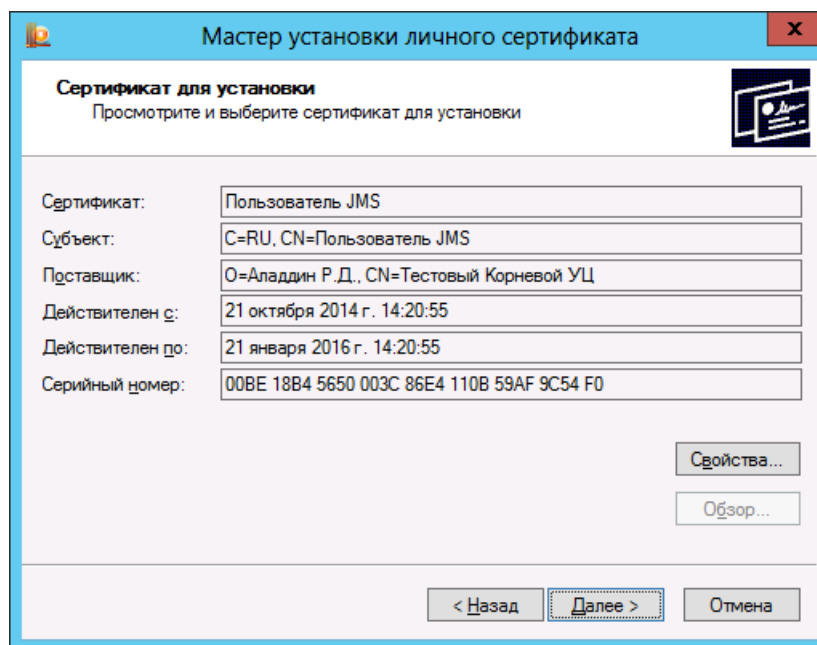 Мастер установки личного сертификата
x
Сертификат для установки
Просмотрите и выберите сертификат для установки
Сертификат: Пользователь JMS
Субъект: C=RU, CN=Пользователь JMS
Поставщик: O=Аладдин Р.Д., CN=Тестовый Корневой УЦ
Действителен с: 21 октября 2014 г. 14:20:55
Действителен по: 21 января 2016 г. 14:20:55
Серийный номер: 00BE 18B4 5650 003C 86E4 110B 59AF 9C54 F0
Свойства...
Обзор...
< Назад Далее > Отмена